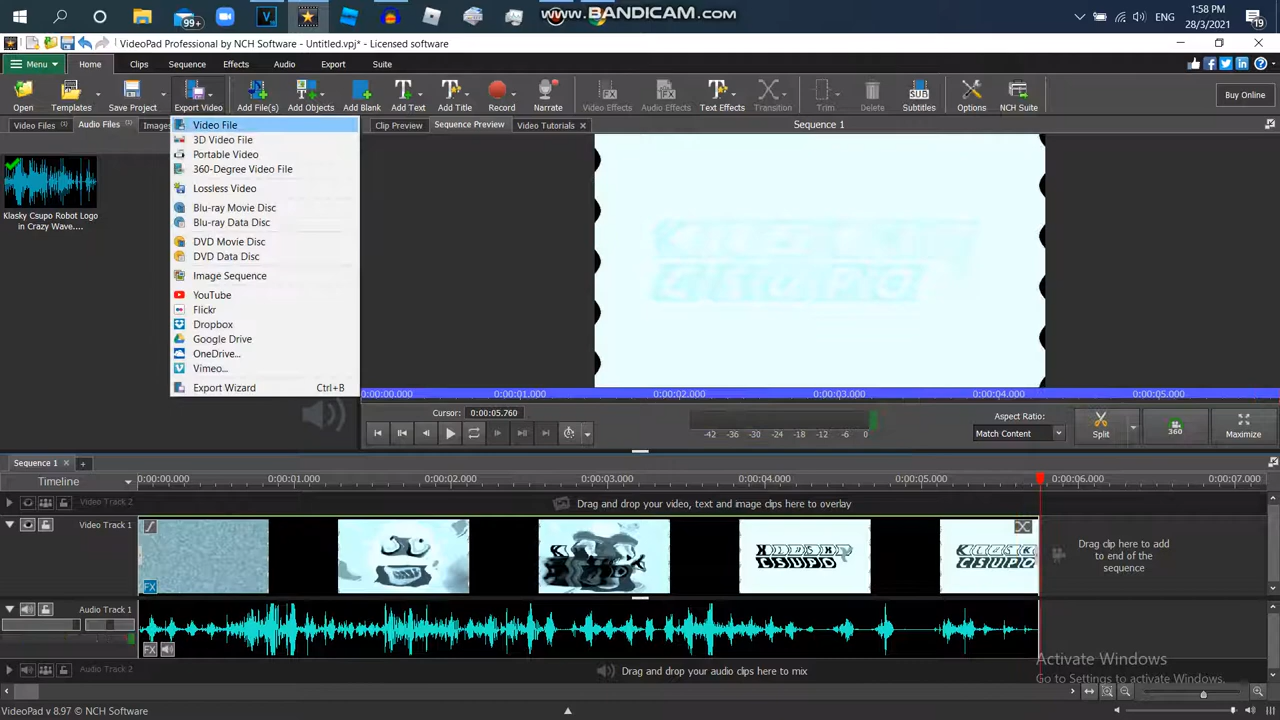 99+
www.BANDICAM.com
ENG
1:58 PM
28/3/2021
19
VideoPad Professional by NCH Software - Untitled.vpj* - Licensed software
Menu
Home
Clips
Sequence
Effects
Audio
Export
Suite
Open
Templates
Save Project
Export Video
Add File(s)
Add Objects
Add Blank
Add Text
Add Title
Record
Narrate
Video Effects
Audio Effects
Text Effects
Transition
Trim
Delete
Subtitles
Options
NCH Suite
Buy Online
Video Files (1)
Audio Files (1)
Images
Clip Preview
Sequence Preview
Video Tutorials
Sequence 1
Video File
3D Video File
Portable Video
360-Degree Video File
Lossless Video
Blu-ray Movie Disc
Blu-ray Data Disc
DVD Movie Disc
DVD Data Disc
Image Sequence
YouTube
Flickr
Dropbox
Google Drive
OneDrive...
Vimeo...
Export Wizard
Ctrl+B
Klasky Csupo Robot Logo
in Crazy Wave....
0:00:00.000
0:00:01.000
0:00:02.000
0:00:03.000
0:00:04.000
0:00:05.000
Cursor:
0:00:05.760
-42 -36 -30 -24 -18 -12 -6 0
Aspect Ratio:
Match Content
Split
360
Maximize
Sequence 1
Timeline
0:00:00.000
0:00:01.000
0:00:02.000
0:00:03.000
0:00:04.000
0:00:05.000
0:00:06.000
0:00:07.000
Video Track 2
Drag and drop your video, text and image clips here to overlay
Video Track 1
FX
CSUPO
CSUPO
Drag clip here to add
to end of the
sequence
Audio Track 1
FX
Audio Track 2
Drag and drop your audio clips here to mix
Activate Windows
Go to Settings to activate Windows.
VideoPad v 8.97 © NCH Software